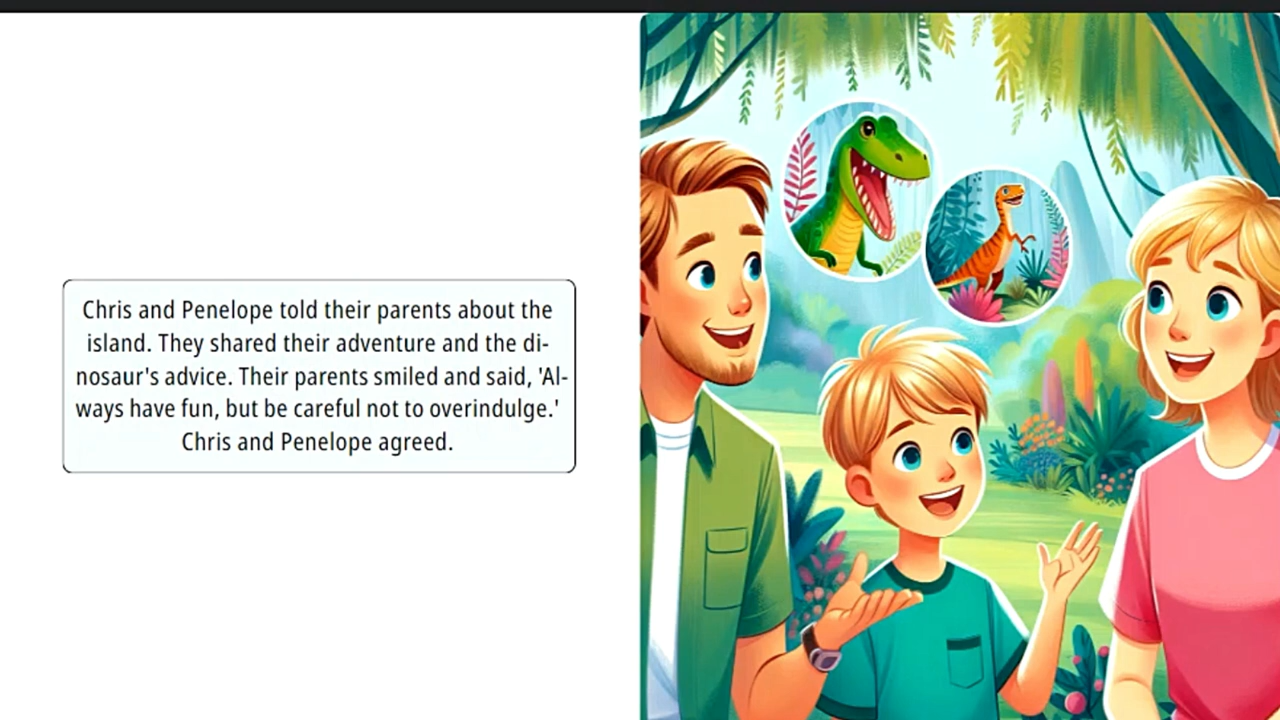 Chris and Penelope told their parents about the
island. They shared their adventure and the di-
nosaur's advice. Their parents smiled and said, 'Al-
ways have fun, but be careful not to overindulge.'
Chris and Penelope agreed.